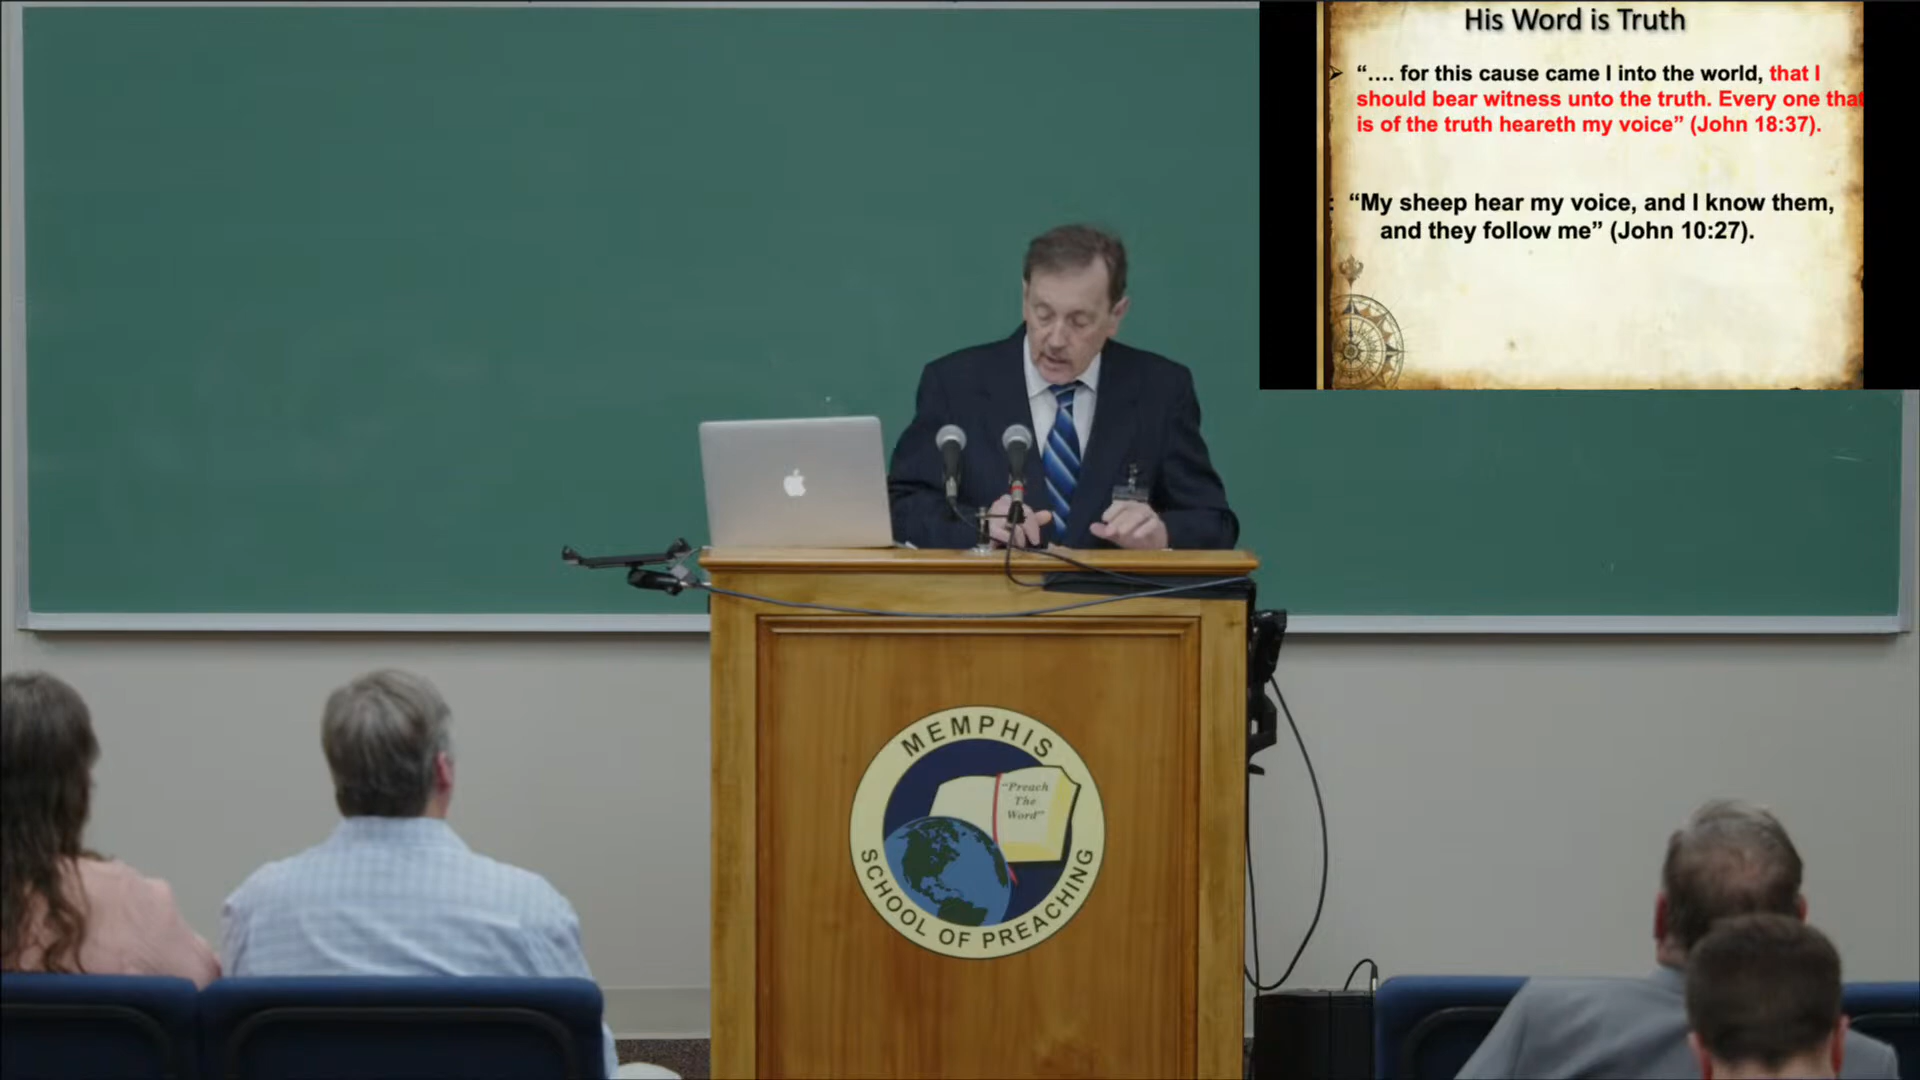 His Word is Truth
“…. for this cause came I into the world, that I
should bear witness unto the truth. Every one that
is of the truth heareth my voice” (John 18:37).
“My sheep hear my voice, and I know them,
and they follow me” (John 10:27).
MEMPHIS
“Preach
The
Word”
SCHOOL OF PREACHING